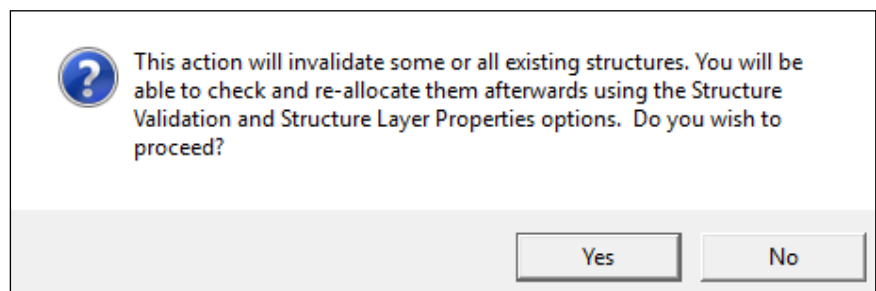 This action will invalidate some or all existing structures. You will be
able to check and re-allocate them afterwards using the Structure
Validation and Structure Layer Properties options.  Do you wish to
proceed?
Yes
No